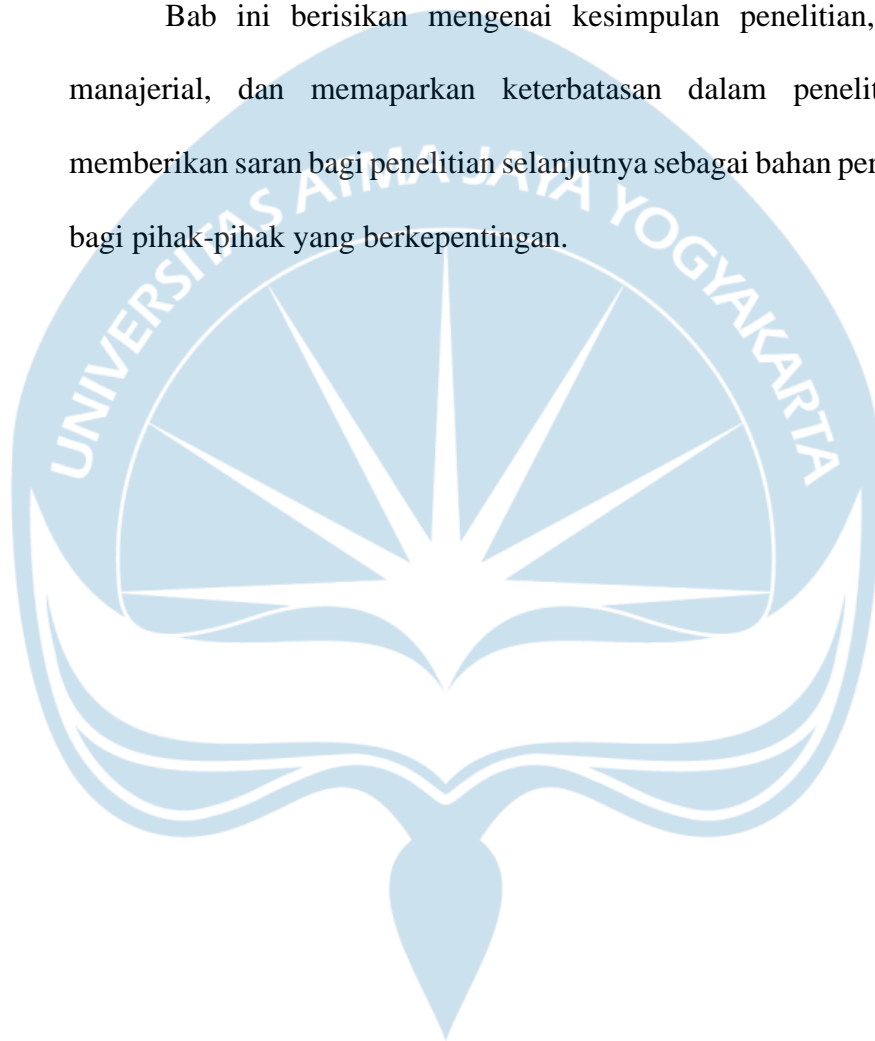 Bab ini berisikan mengenai kesimpulan penelitian,
manajerial, dan memaparkan keterbatasan dalam
memberikan saran bagi penelitian selanjutnya sebagai bahan
bagi pihak-pihak yang berkepentingan.
UNIVERSITAS ATMA JAYA YOGYAKARTA